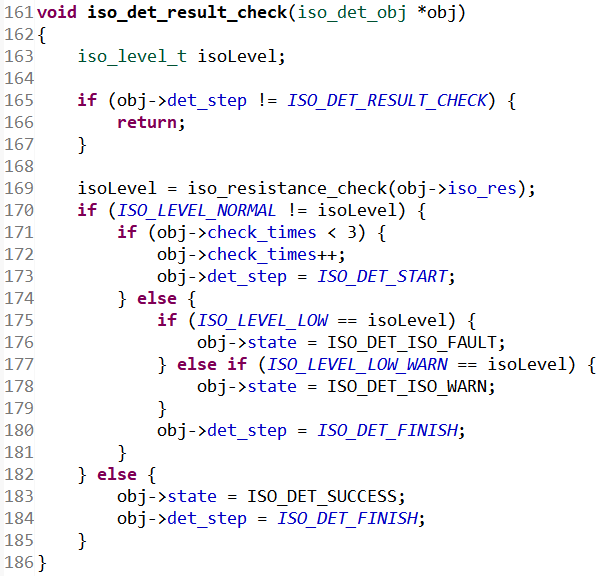 161 void iso_det_result_check(iso_det_obj *obj)
162 {
163     iso_level_t isoLevel;
164
165     if (obj->det_step != ISO_DET_RESULT_CHECK) {
166         return;
167     }
168
169     isoLevel = iso_resistance_check(obj->iso_res);
170     if (ISO_LEVEL_NORMAL != isoLevel) {
171         if (obj->check_times < 3) {
172             obj->check_times++;
173             obj->det_step = ISO_DET_START;
174         } else {
175             if (ISO_LEVEL_LOW == isoLevel) {
176                 obj->state = ISO_DET_ISO_FAULT;
177             } else if (ISO_LEVEL_LOW_WARN == isoLevel) {
178                 obj->state = ISO_DET_ISO_WARN;
179             }
180             obj->det_step = ISO_DET_FINISH;
181         }
182     } else {
183         obj->state = ISO_DET_SUCCESS;
184         obj->det_step = ISO_DET_FINISH;
185     }
186 }